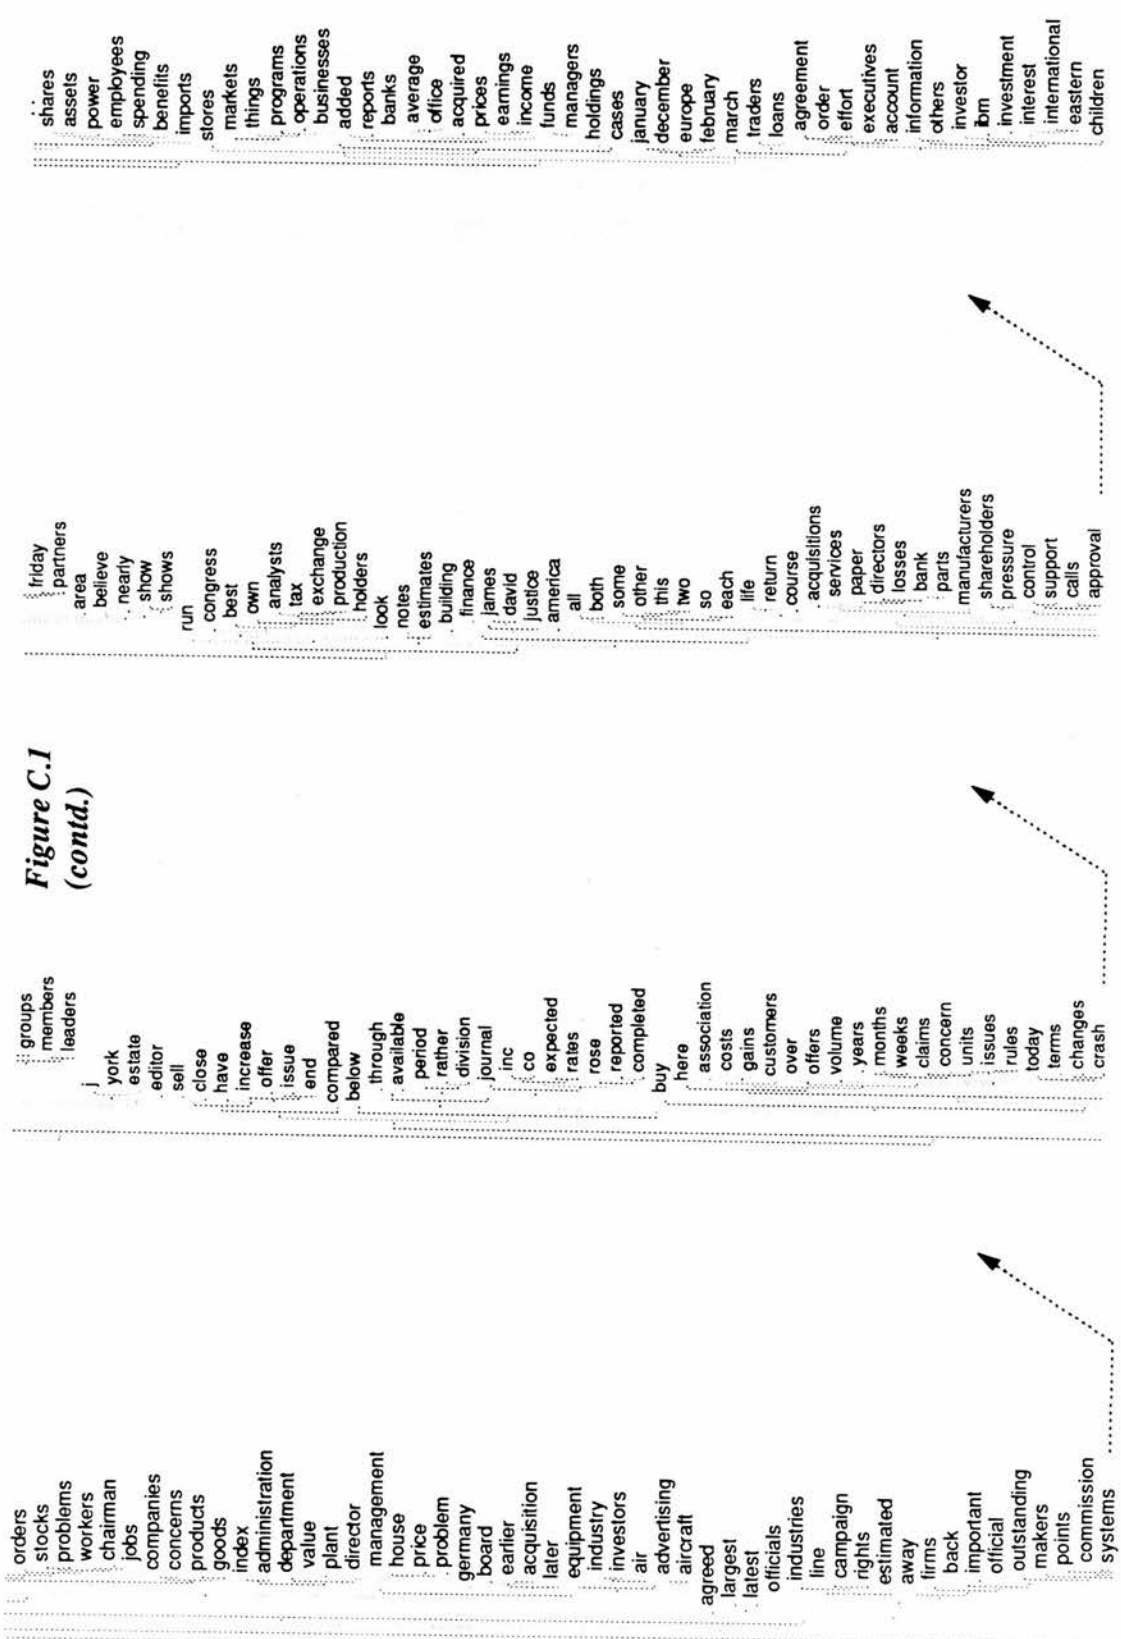 Figure C.1
(contd.)
orders
stocks
problems
workers
chairman
jobs
companies
concerns
products
goods
index
administration
department
value
plant
director
management
house
price
problem
germany
board
earlier
acquisition
later
equipment
industry
investors
air
advertising
aircraft
agreed
largest
latest
officials
industries
line
campaign
rights
estimated
away
firms
back
important
official
outstanding
makers
points
commission
systems
groups
members
leaders
j
york
estate
editor
sell
close
have
increase
offer
issue
end
compared
below
through
available
period
rather
division
journal
inc
co
expected
rates
rose
reported
completed
buy
here
association
costs
gains
customers
over
offers
volume
years
months
weeks
claims
concern
units
issues
rules
today
terms
changes
crash
friday
partners
area
believe
nearly
show
shows
run
congress
best
own
analysts
tax
exchange
production
holders
look
notes
estimates
building
finance
james
david
justice
america
all
both
some
other
this
two
so
each
life
return
course
acquisitions
services
paper
directors
losses
bank
parts
manufacturers
shareholders
pressure
control
support
calls
approval
shares
assets
power
employees
spending
benefits
imports
stores
markets
things
programs
operations
businesses
added
reports
banks
average
office
acquired
prices
earnings
income
funds
managers
holdings
cases
january
december
europe
february
march
traders
loans
agreement
order
effort
executives
account
information
others
investor
ibm
investment
interest
international
eastern
children